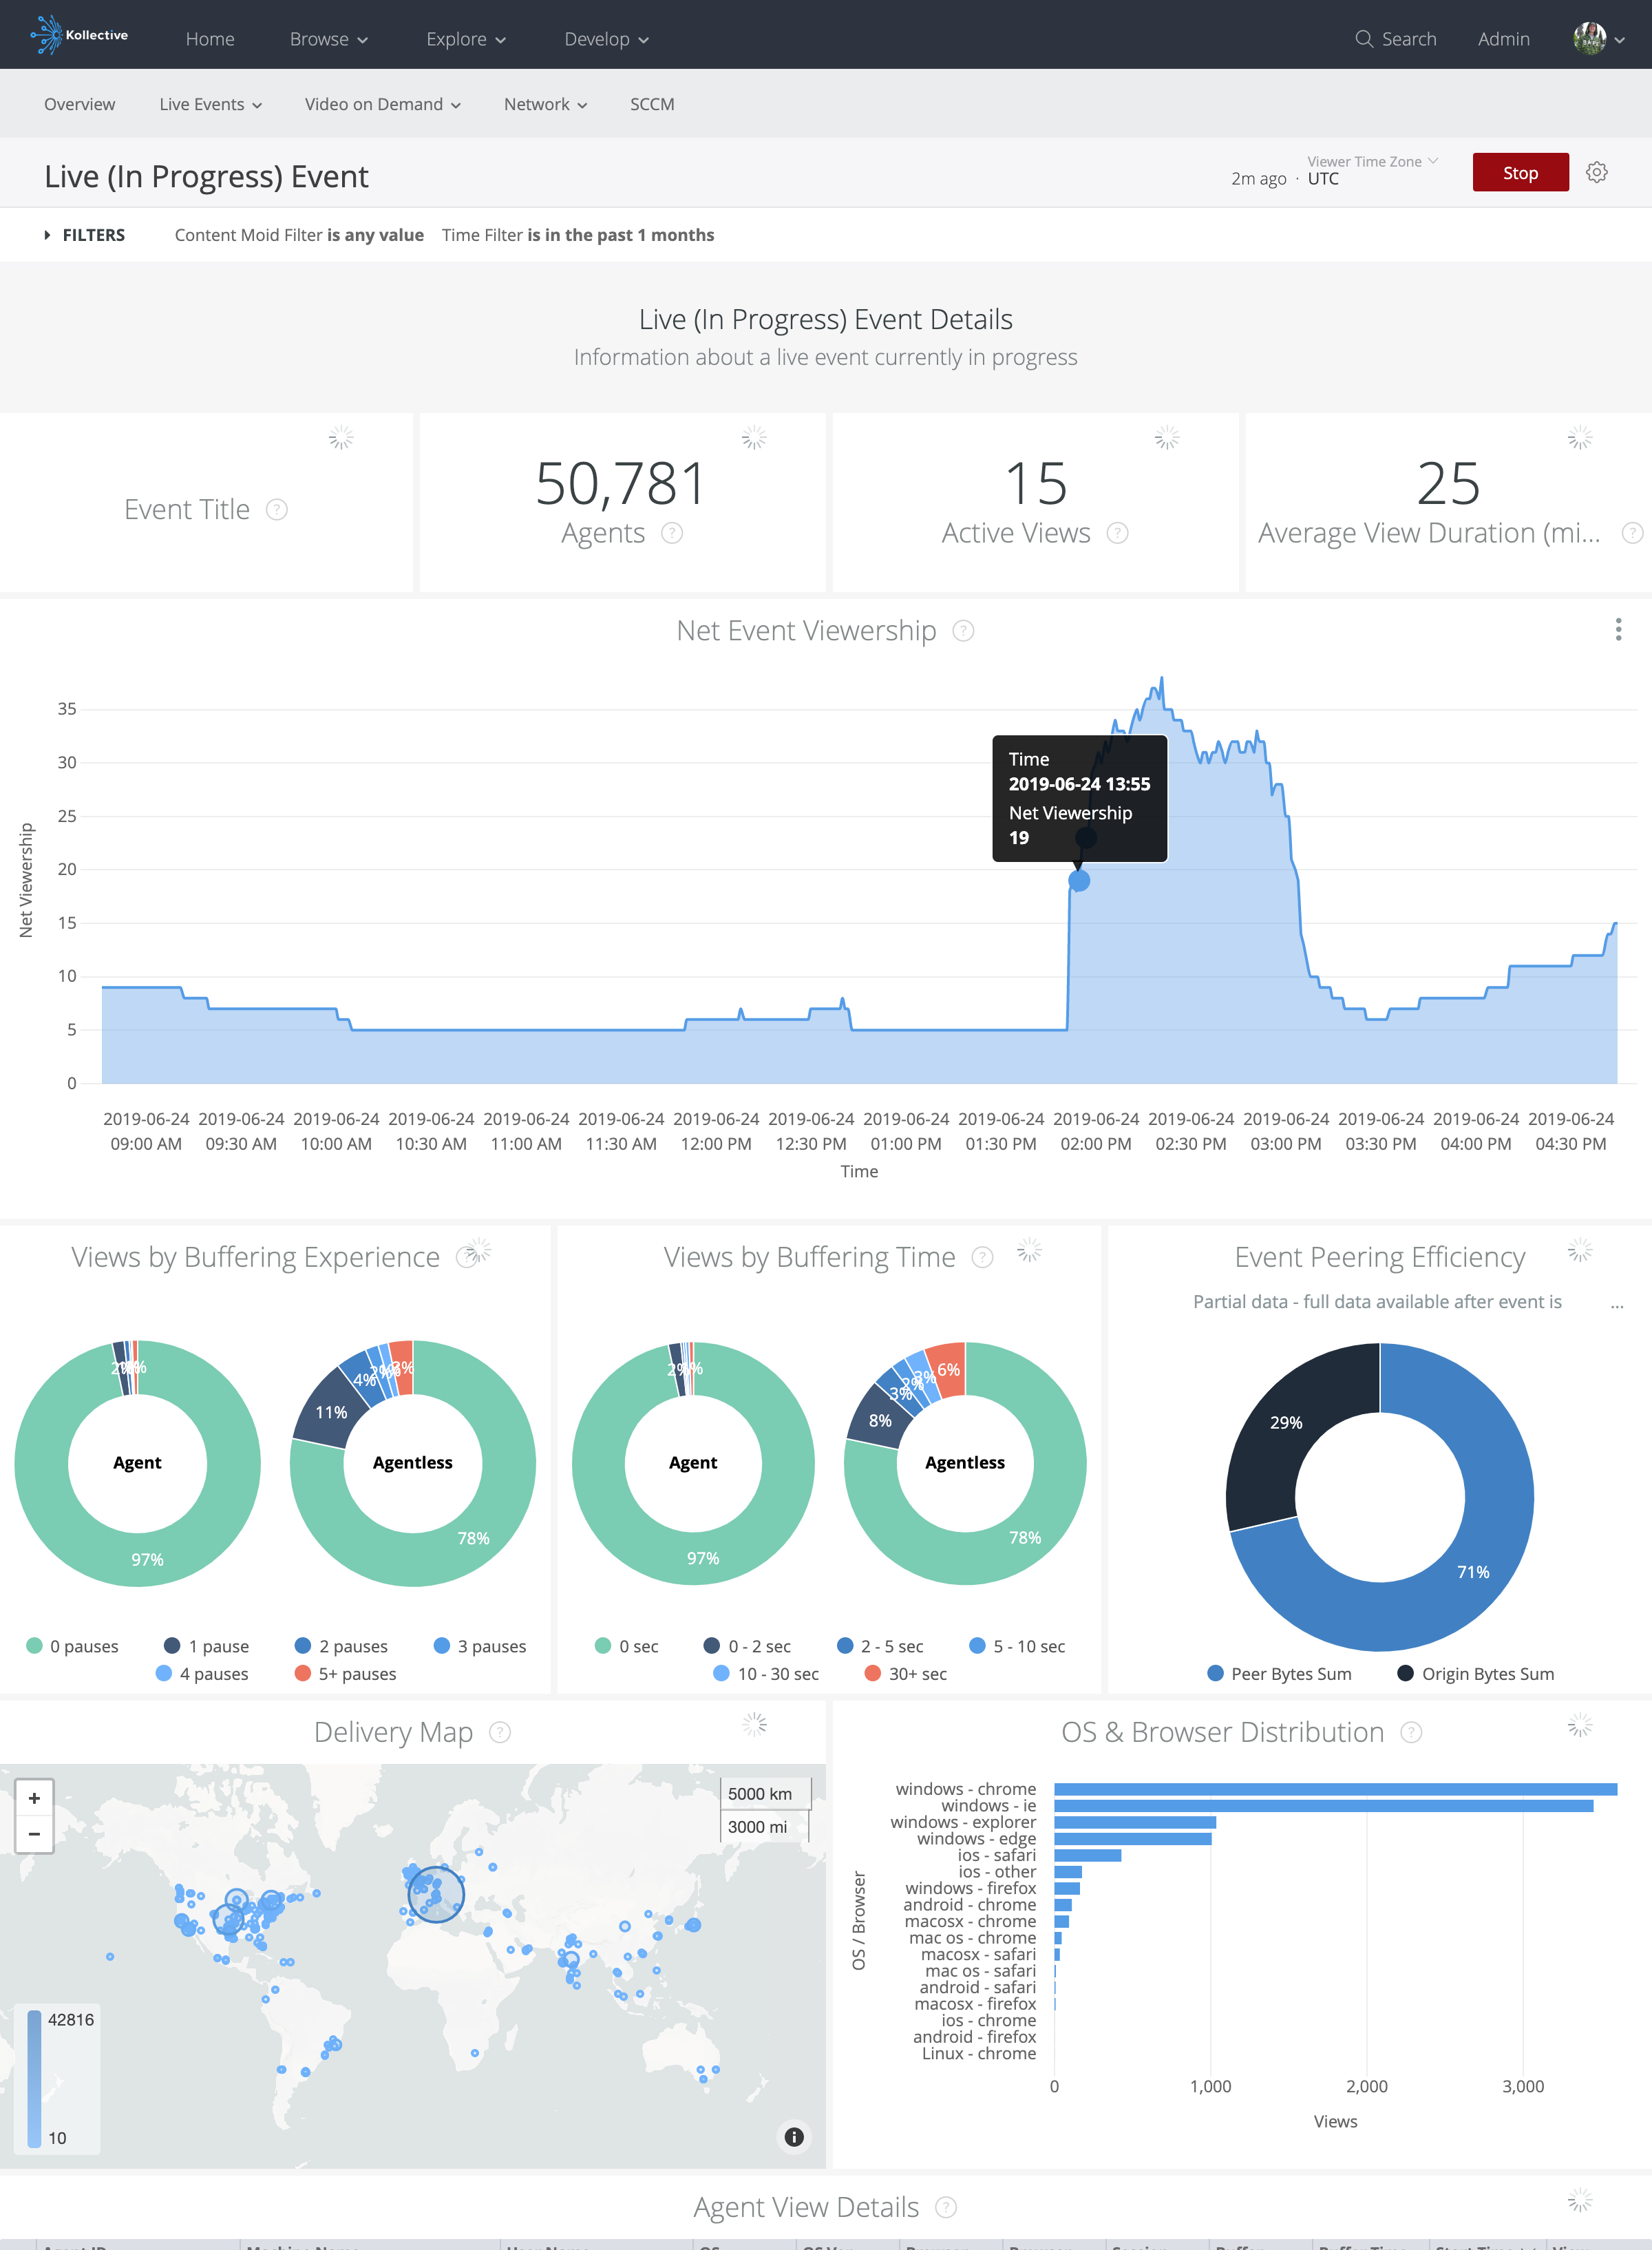 Kollective Home Browse Explore Develop Search Admin
Overview Live Events Video on Demand Network SCCM
Live (In Progress) Event
Viewer Time Zone
2m ago · UTC
Stop
FILTERS Content Moid Filter is any value Time Filter is in the past 1 months
Live (In Progress) Event Details
Information about a live event currently in progress
Event Title ?
50,781
Agents ?
15
Active Views ?
25
Average View Duration (mi... ?
Net Event Viewership ?
Net Viewership
35
30
25
20
15
10
5
0
Time
2019-06-24 13:55
Net Viewership
19
2019-06-24 2019-06-24 2019-06-24 2019-06-24 2019-06-24 2019-06-24 2019-06-24 2019-06-24 2019-06-24 2019-06-24 2019-06-24 2019-06-24 2019-06-24 2019-06-24 2019-06-24 2019-06-24
09:00 AM 09:30 AM 10:00 AM 10:30 AM 11:00 AM 11:30 AM 12:00 PM 12:30 PM 01:00 PM 01:30 PM 02:00 PM 02:30 PM 03:00 PM 03:30 PM 04:00 PM 04:30 PM
Time
Views by Buffering Experience
Agent
97%
Agentless
4%
3%
11%
78%
0 pauses 1 pause 2 pauses 3 pauses
4 pauses 5+ pauses
Views by Buffering Time ?
Agent
2%
97%
Agentless
6%
3%
2%
3%
8%
78%
0 sec 0 - 2 sec 2 - 5 sec 5 - 10 sec
10 - 30 sec 30+ sec
Event Peering Efficiency
Partial data - full data available after event is ...
29%
71%
Peer Bytes Sum Origin Bytes Sum
Delivery Map ?
+
−
5000 km
3000 mi
42816
10
OS & Browser Distribution ?
OS / Browser
windows - chrome
windows - ie
windows - explorer
windows - edge
ios - safari
ios - other
windows - firefox
android - chrome
macosx - chrome
mac os - chrome
macosx - safari
mac os - safari
android - safari
macosx - firefox
ios - chrome
android - firefox
Linux - chrome
0 1,000 2,000 3,000
Views
Agent View Details ?